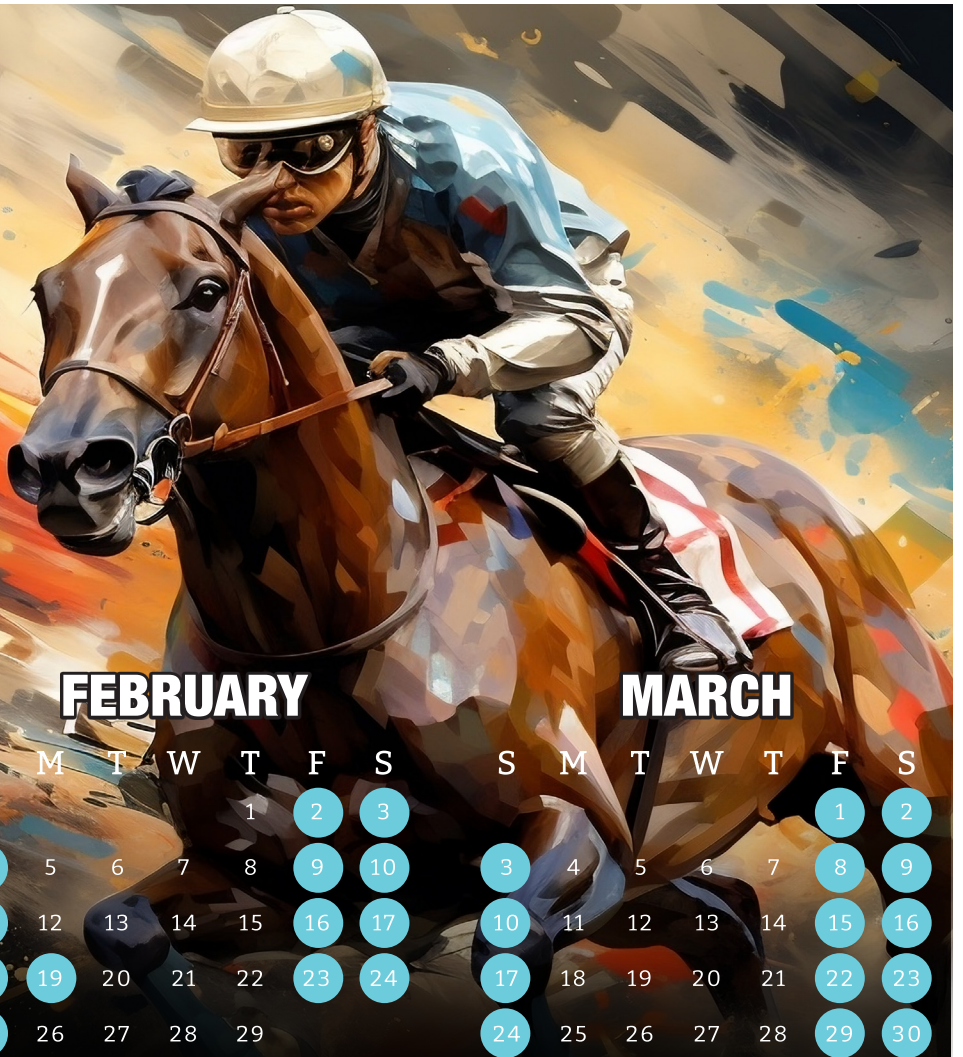 FEBRUARY
M T W T F S
1 2 3
5 6 7 8 9 10
12 13 14 15 16 17
19 20 21 22 23 24
26 27 28 29
MARCH
S M T W T F S
1 2
3 4 5 6 7 8 9
10 11 12 13 14 15 16
17 18 19 20 21 22 23
24 25 26 27 28 29 30